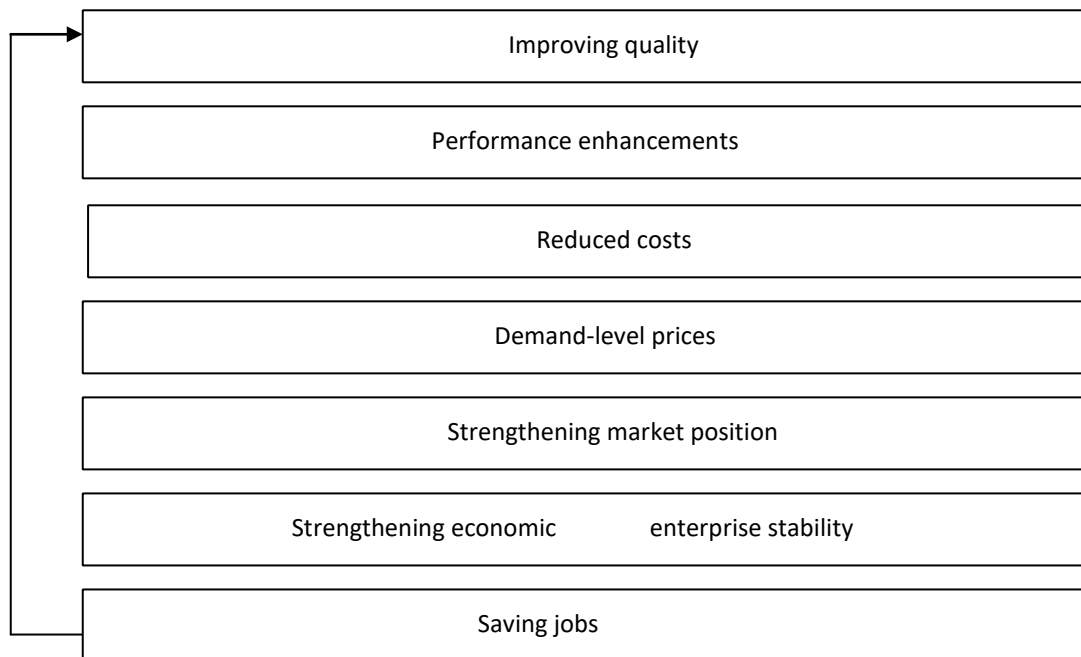 Improving quality
Performance enhancements
Reduced costs
Demand-level prices
Strengthening market position
Strengthening economic enterprise stability
Saving jobs